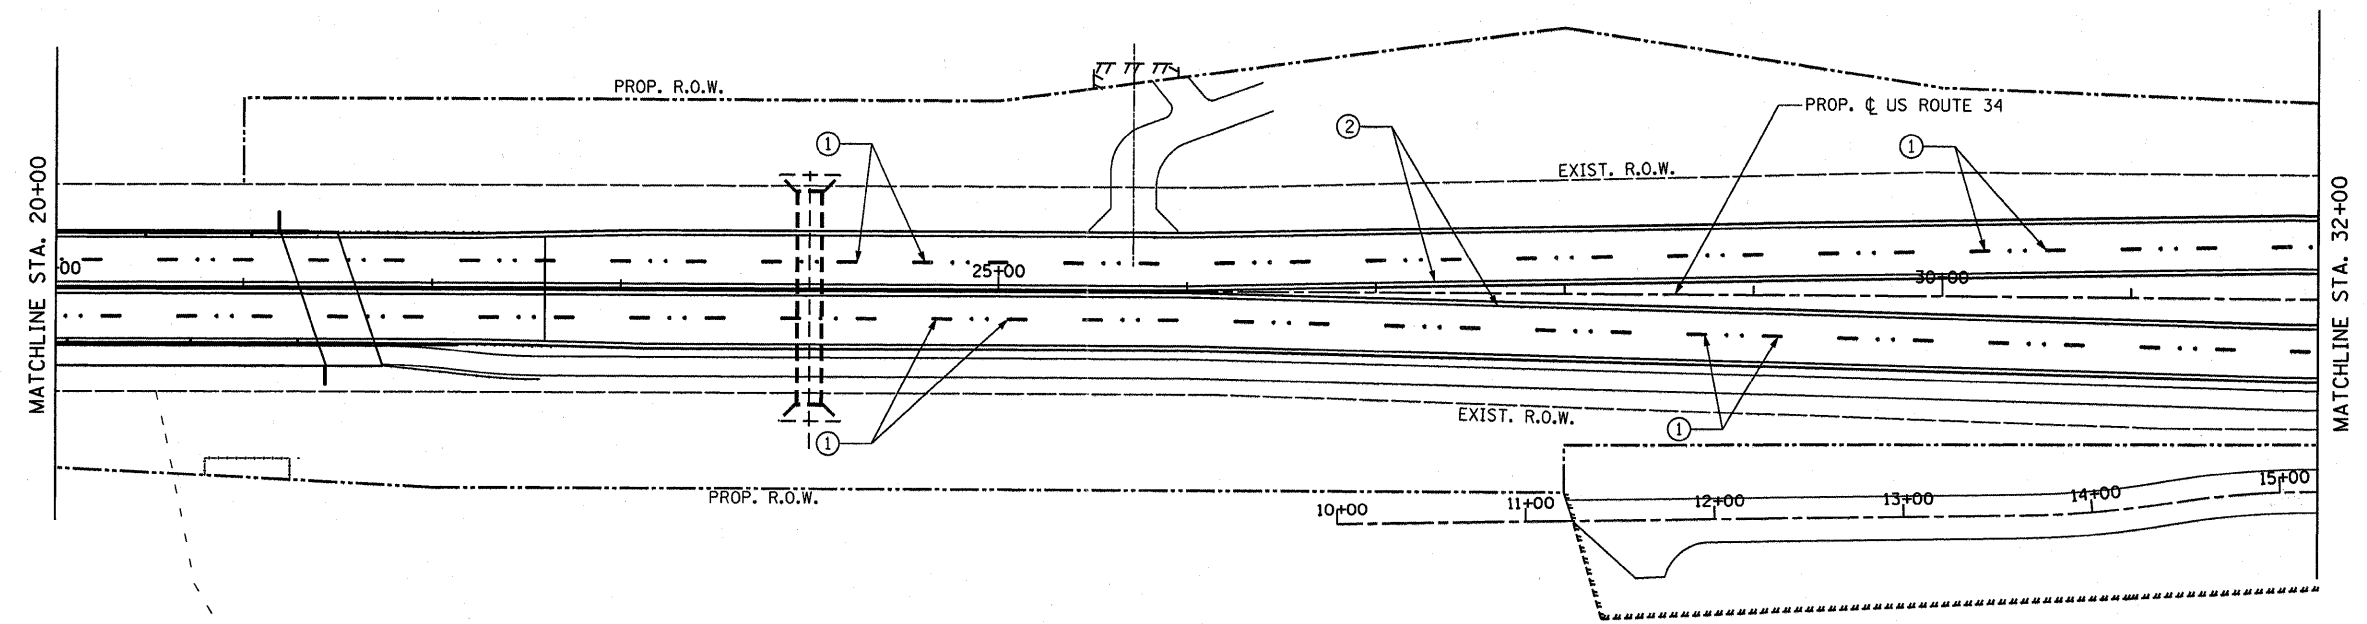 PROP. R.O.W.
PROP. ℄ US ROUTE 34
1
2
1
EXIST. R.O.W.
MATCHLINE STA. 20+00
MATCHLINE STA. 32+00
00
25+00
30+00
EXIST. R.O.W.
1
1
PROP. R.O.W.
10+00
11+00
12+00
13+00
14+00
15+00